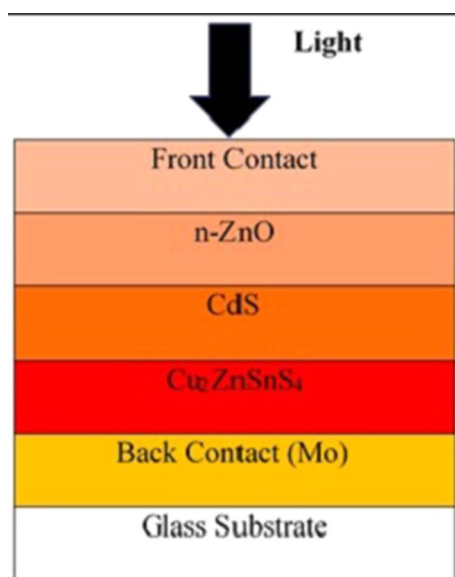 Light
Front Contact
n-ZnO
CdS
Cu₂ZnSnS₄
Back Contact (Mo)
Glass Substrate